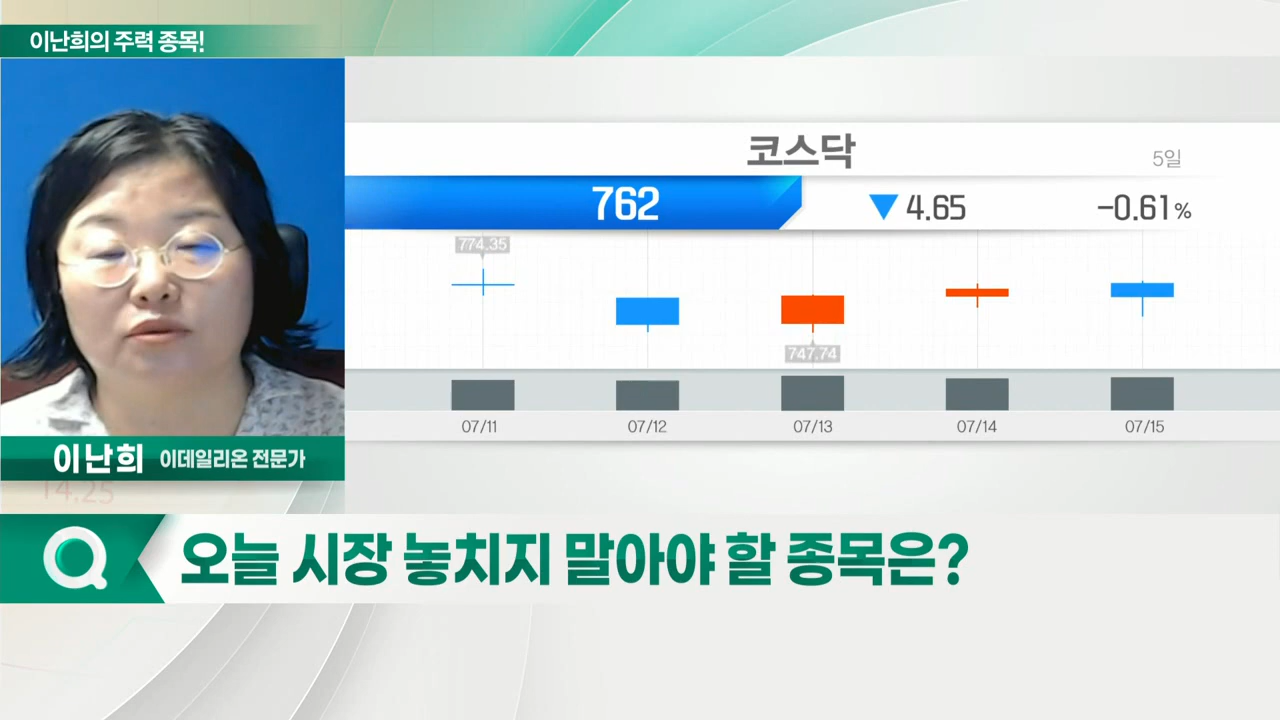 이난희의 주력 종목!
코스닥
5일
762
▼ 4.65
-0.61%
774.35
747.74
07/11
07/12
07/13
07/14
07/15
이난희 이데일리온 전문가
14.25
Q 오늘 시장 놓치지 말아야 할 종목은?